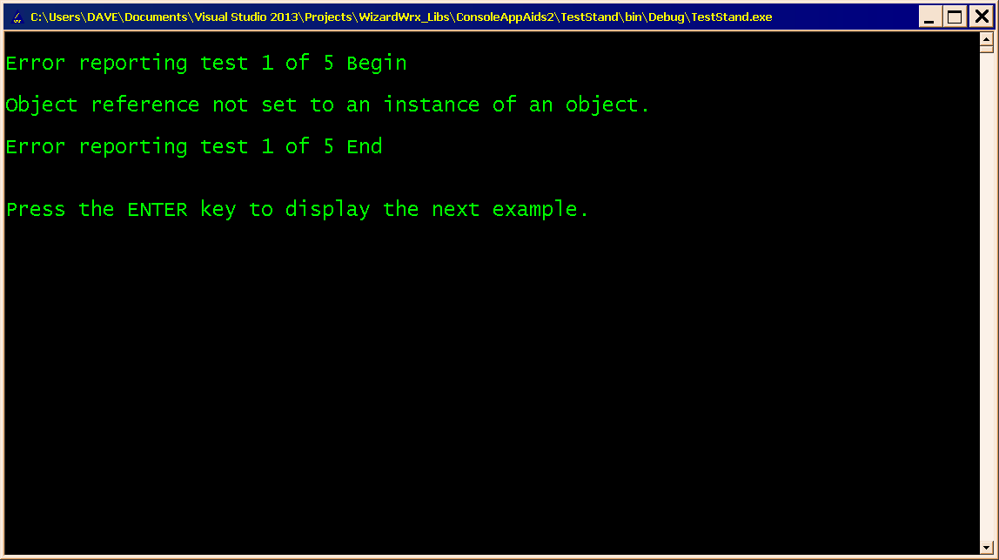 C:\Users\DAVE\Documents\Visual Studio 2013\Projects\WizardWrx_Libs\ConsoleAppAids2\TestStand\bin\Debug\TestStand.exe
Error reporting test 1 of 5 Begin
Object reference not set to an instance of an object.
Error reporting test 1 of 5 End
Press the ENTER key to display the next example.